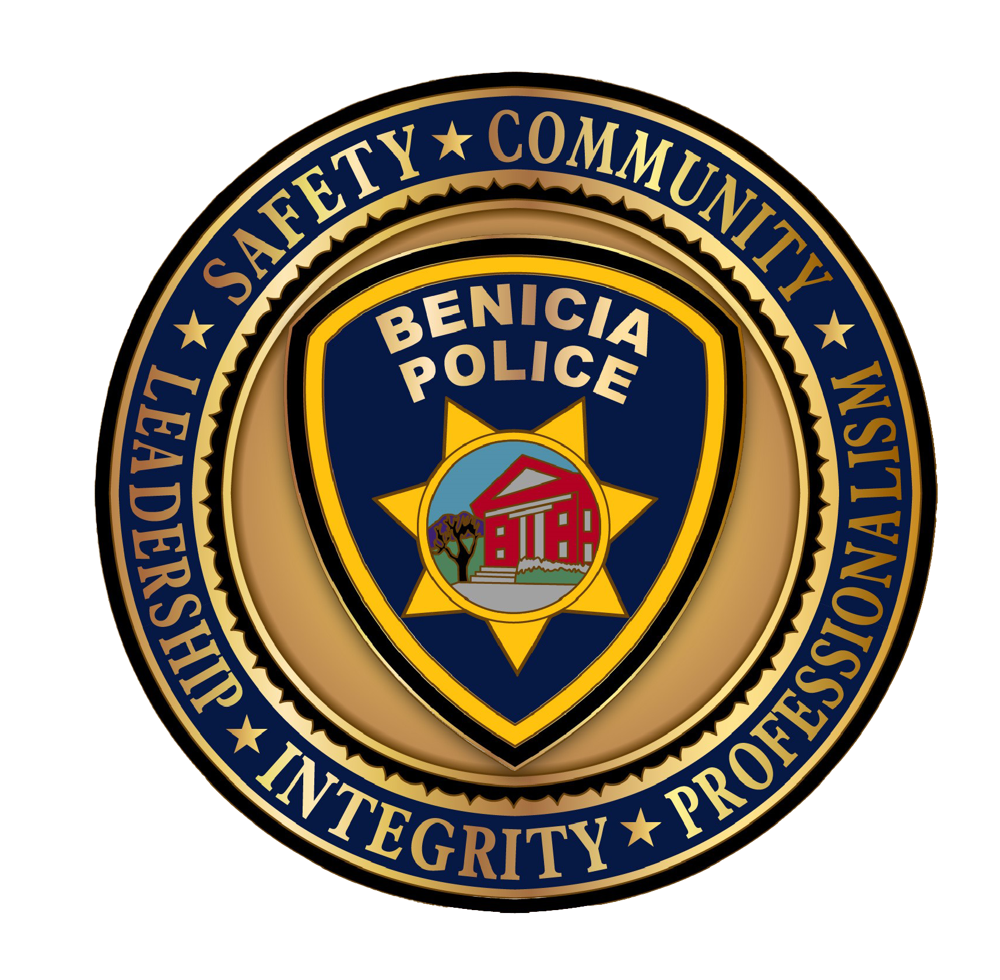 SAFETY ★ COMMUNITY ★ PROFESSIONALISM ★ INTEGRITY ★ LEADERSHIP ★
BENICIA
POLICE